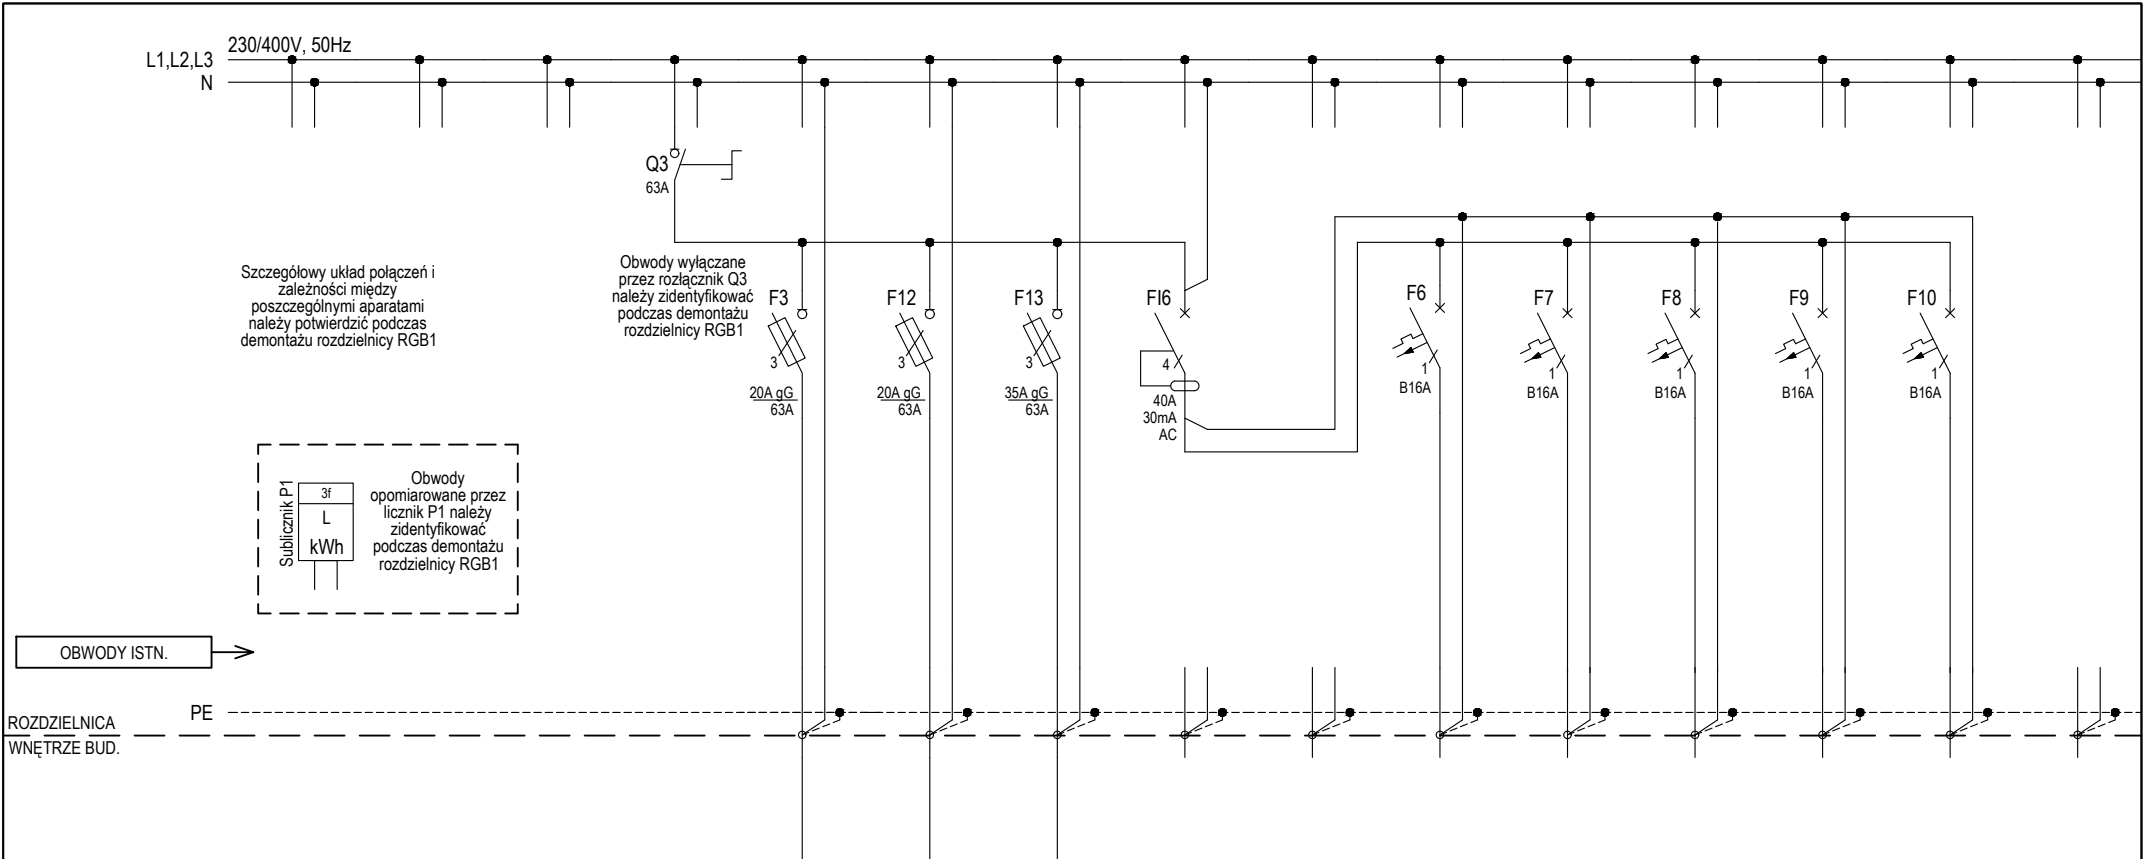 230/400V, 50Hz
L1,L2,L3
N
Q3
63A
Szczegółowy układ połączeń i
zależności między
poszczególnymi aparatami
należy potwierdzić podczas
demontażu rozdzielnicy RGB1
Obwody wyłączane
przez rozłącznik Q3
należy zidentyfikować
podczas demontażu
rozdzielnicy RGB1
F3
3
20A gG
63A
F12
3
20A gG
63A
F13
3
35A gG
63A
FI6
4
40A
30mA
AC
F6
1
B16A
F7
1
B16A
F8
1
B16A
F9
1
B16A
F10
1
B16A
Sublicznik P1
3f
L
kWh
Obwody
opomiarowane przez
licznik P1 należy
zidentyfikować
podczas demontażu
rozdzielnicy RGB1
OBWODY ISTN.
PE
ROZDZIELNICA
WNĘTRZE BUD.